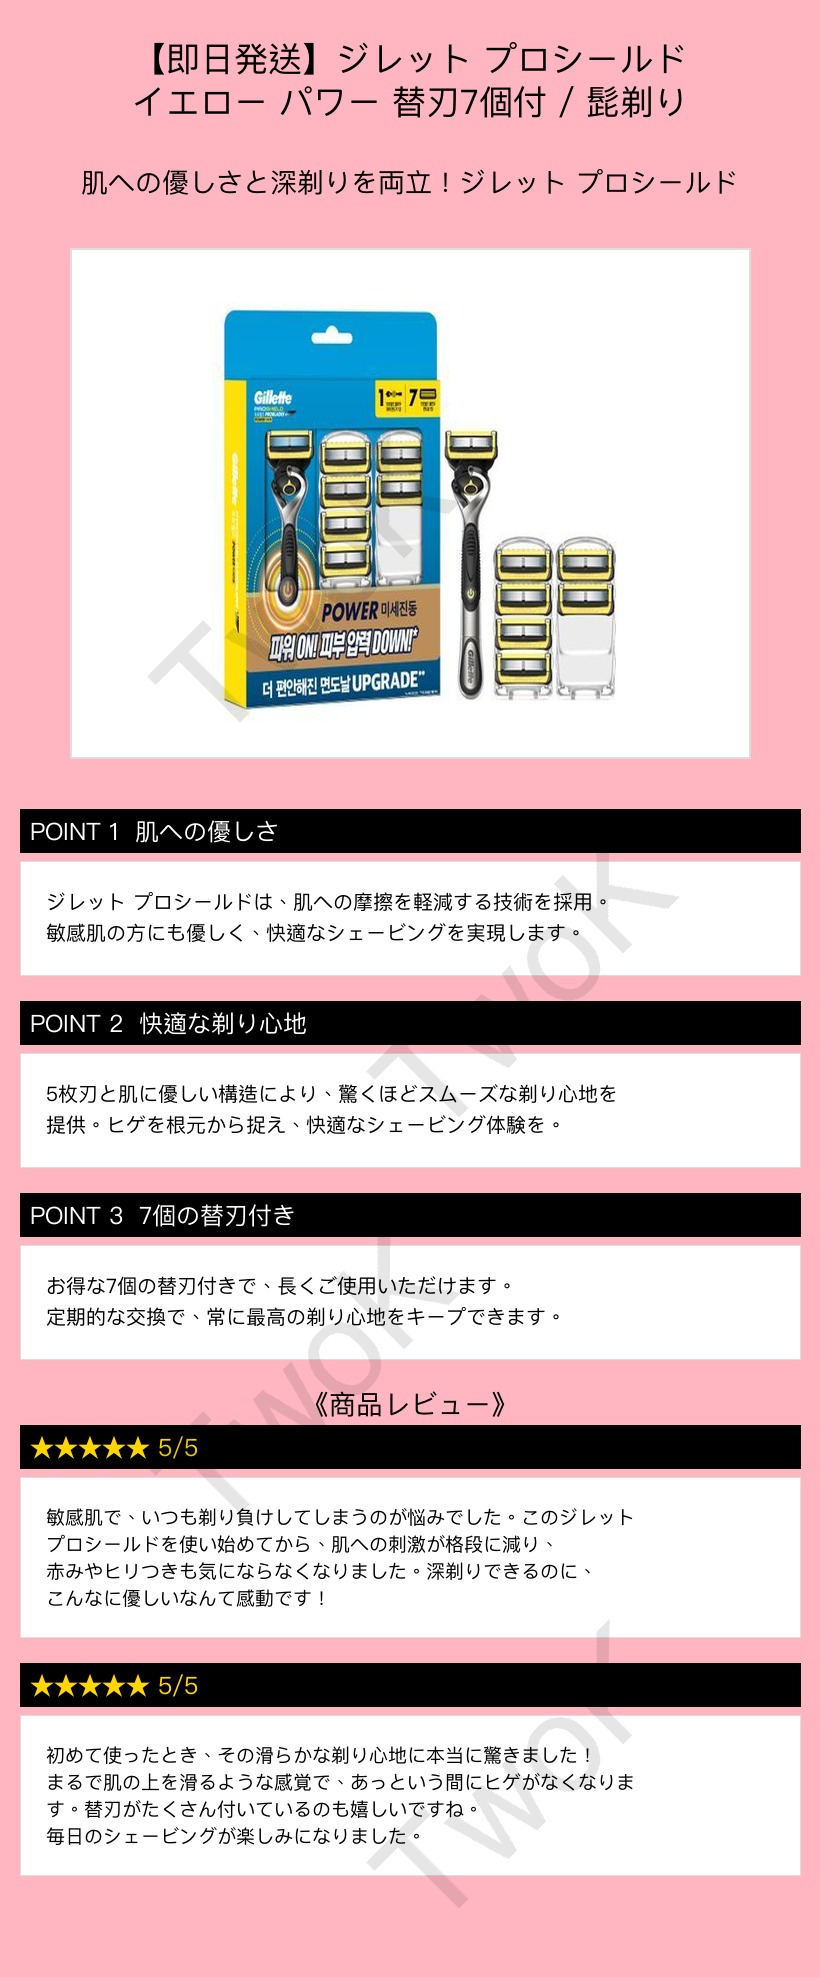 【即日発送】ジレット プロシールド
イエロー パワー 替刃7個付 / 髭剃り
肌への優しさと深剃りを両立！ジレット プロシールド
Gillette
PROSHIELD
1
7
Gillette
POWER 미세진동
파워 ON! 피부 압력 DOWN!*
더 편안해진 면도날 UPGRADE**
Gillette
TwoK
POINT 1 肌への優しさ
ジレット プロシールドは、肌への摩擦を軽減する技術を採用。
敏感肌の方にも優しく、快適なシェービングを実現します。
TwoK
POINT 2 快適な剃り心地
5枚刃と肌に優しい構造により、驚くほどスムーズな剃り心地を
提供。ヒゲを根元から捉え、快適なシェービング体験を。
POINT 3 7個の替刃付き
お得な7個の替刃付きで、長くご使用いただけます。
定期的な交換で、常に最高の剃り心地をキープできます。
TwoK
《商品レビュー》
★★★★★ 5/5
敏感肌で、いつも剃り負けしてしまうのが悩みでした。このジレット
プロシールドを使い始めてから、肌への刺激が格段に減り、
赤みやヒリつきも気にならなくなりました。深剃りできるのに、
こんなに優しいなんて感動です！
★★★★★ 5/5
初めて使ったとき、その滑らかな剃り心地に本当に驚きました！
まるで肌の上を滑るような感覚で、あっという間にヒゲがなくなりま
す。替刃がたくさん付いているのも嬉しいですね。
毎日のシェービングが楽しみになりました。
TwoK